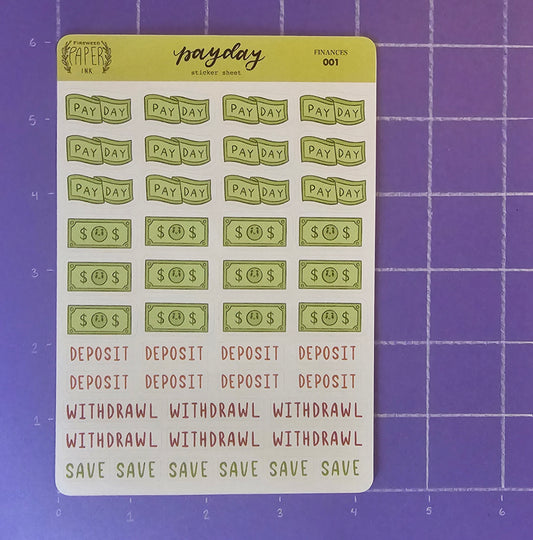 FIREWEED
PAPER
INK
payday
sticker sheet
FINANCES
001
PAY DAY PAY DAY PAY DAY PAY DAY
PAY DAY PAY DAY PAY DAY PAY DAY
PAY DAY PAY DAY PAY DAY PAY DAY
$ $ $ $ $ $ $ $
$ $ $ $ $ $ $ $
$ $ $ $ $ $ $ $
DEPOSIT DEPOSIT DEPOSIT DEPOSIT
DEPOSIT DEPOSIT DEPOSIT DEPOSIT
WITHDRAWL WITHDRAWL WITHDRAWL
WITHDRAWL WITHDRAWL WITHDRAWL
SAVE SAVE SAVE SAVE SAVE SAVE
6
5
4
3
2
1
0 1 2 3 4 5 6